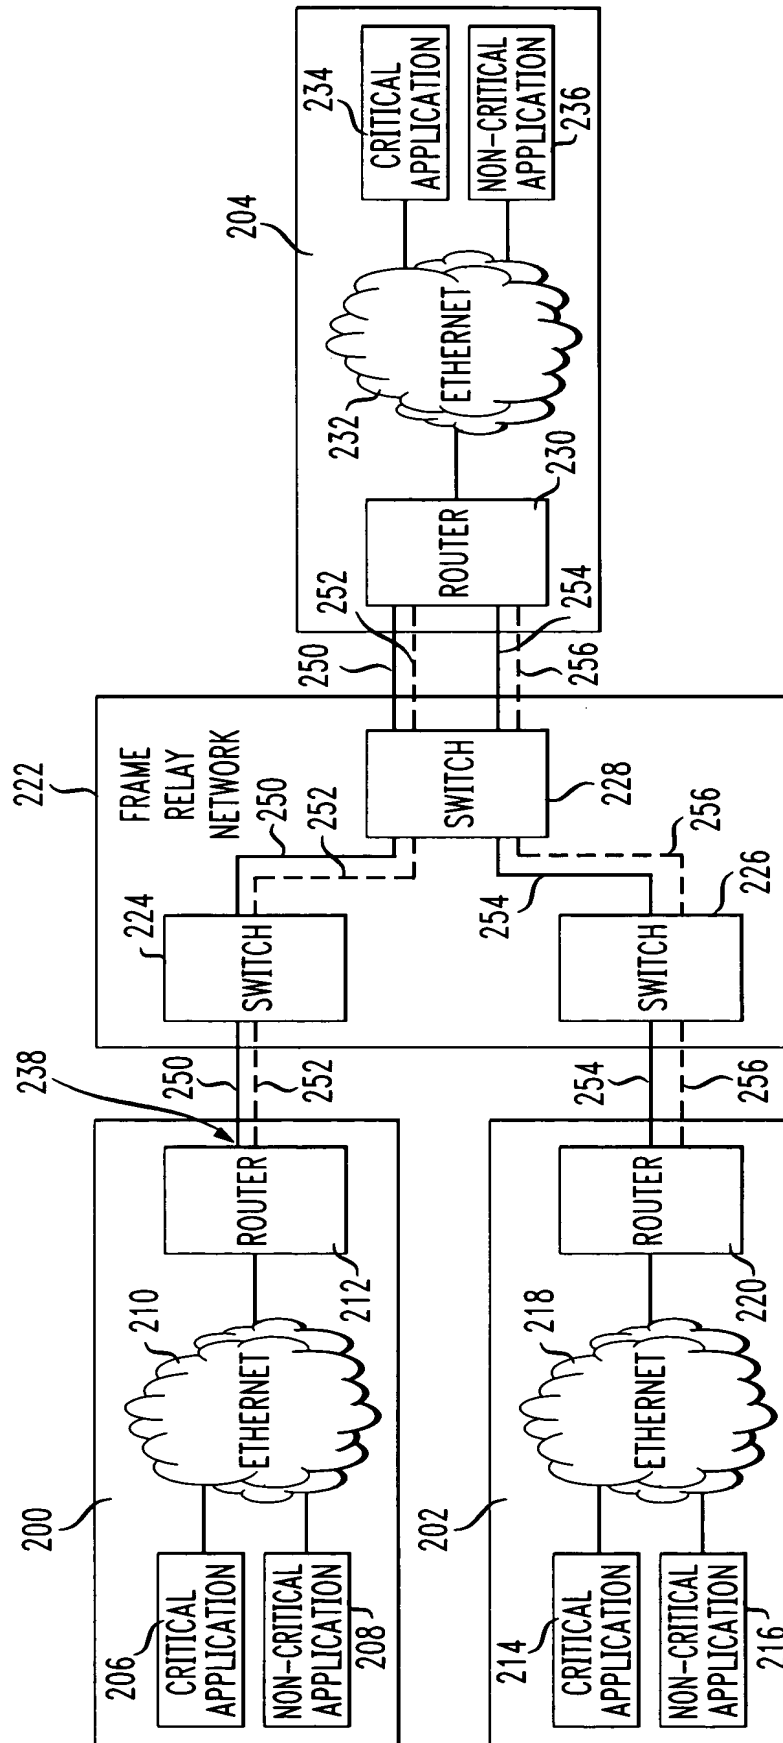 200
206
CRITICAL
APPLICATION
NON-CRITICAL
APPLICATION
208
210
ETHERNET
238
ROUTER
212
250
252
222
FRAME
RELAY
NETWORK
224
SWITCH
250
252
SWITCH
228
250
252
254
256
204
ROUTER
230
232
ETHERNET
234
CRITICAL
APPLICATION
NON-CRITICAL
APPLICATION
236
202
214
CRITICAL
APPLICATION
NON-CRITICAL
APPLICATION
216
218
ETHERNET
ROUTER
220
254
256
SWITCH
226
254
256